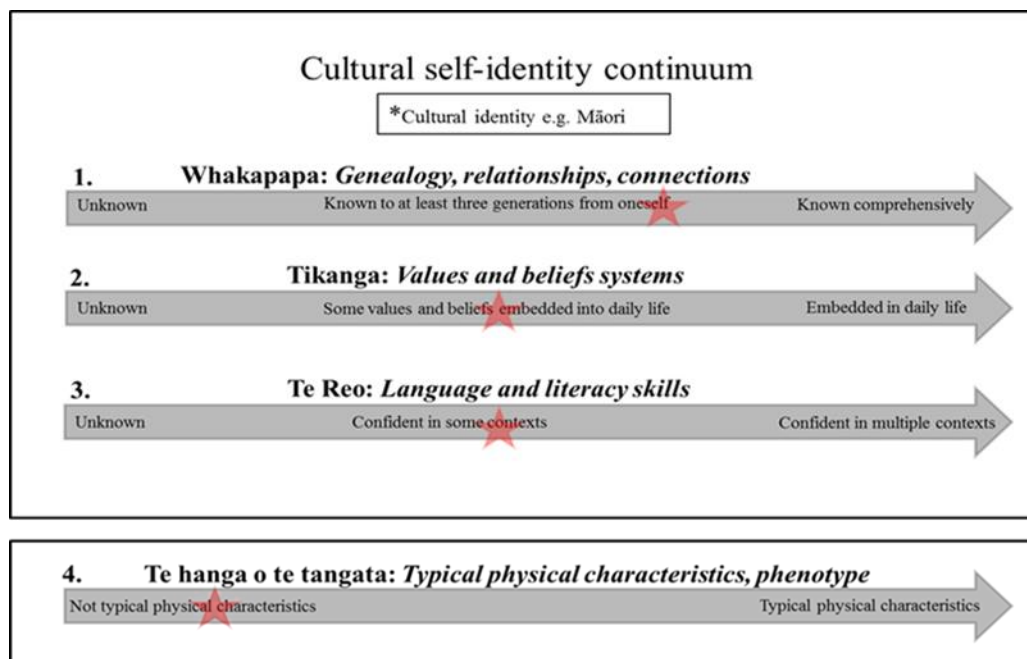 Cultural self-identity continuum
*Cultural identity e.g. Māori
1. Whakapapa: Genealogy, relationships, connections
Unknown Known to at least three generations from oneself Known comprehensively
2. Tikanga: Values and beliefs systems
Unknown Some values and beliefs embedded into daily life Embedded in daily life
3. Te Reo: Language and literacy skills
Unknown Confident in some contexts Confident in multiple contexts
4. Te hanga o te tangata: Typical physical characteristics, phenotype
Not typical physical characteristics Typical physical characteristics